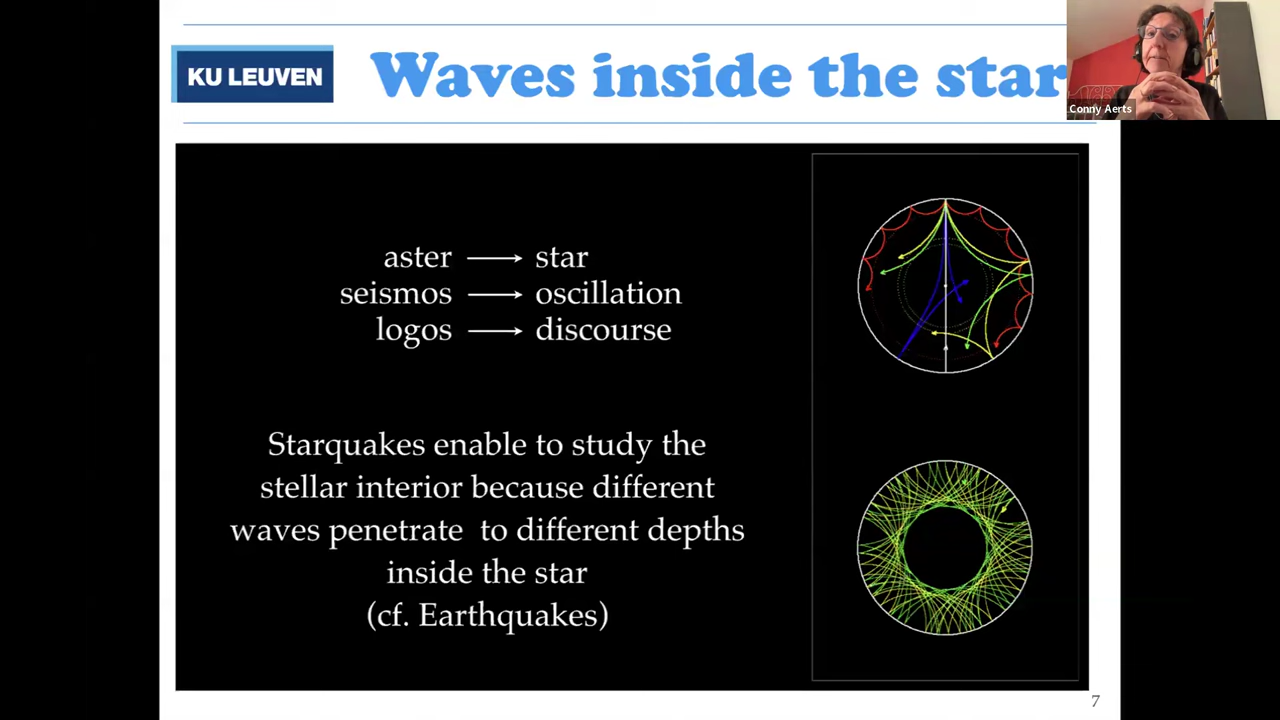 KU LEUVEN
Waves inside the star
Conny Aerts
aster → star
seismos → oscillation
logos → discourse
Starquakes enable to study the
stellar interior because different
waves penetrate to different depths
inside the star
(cf. Earthquakes)
7